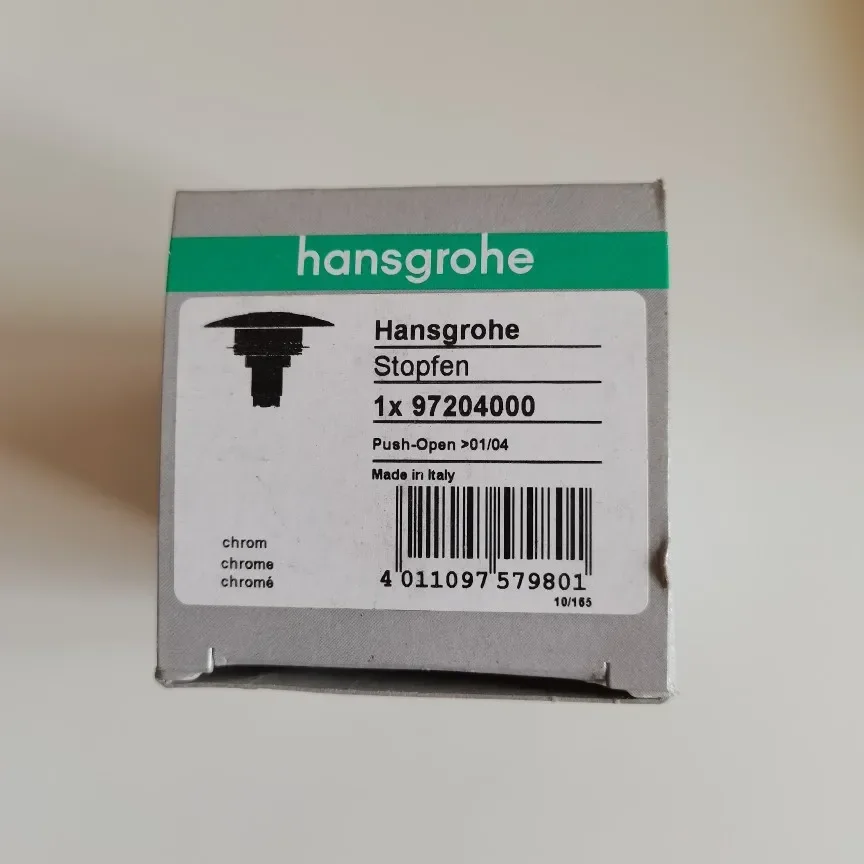 hansgrohe
Hansgrohe
Stopfen
1x 97204000
Push-Open >01/04
Made in Italy
chrom
chrome
chromé
4 011097 579801
10/165